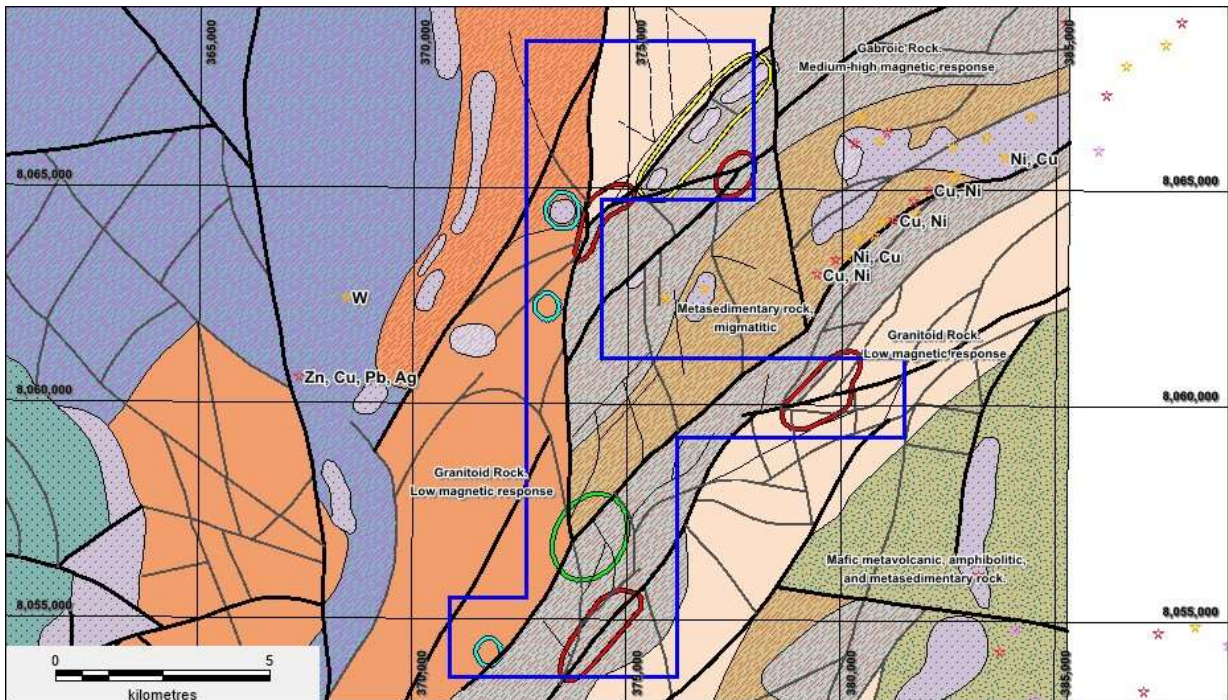 365,000
370,000
375,000
385,000
Gabroic Rock.
Medium-high magnetic response
8,065,000
8,065,000
Ni, Cu
Cu, Ni
Cu, Ni
Ni, Cu
Cu, Ni
W
Metasedimentary rock,
migmatitic
Granitoid Rock.
Low magnetic response
Zn, Cu, Pb, Ag
8,060,000
8,060,000
Granitoid Rock.
Low magnetic response
Mafic metavolcanic, amphibolitic,
and metasedimentary rock.
8,055,000
8,055,000
370,000
375,000
380,000
385,000
0 5
kilometres